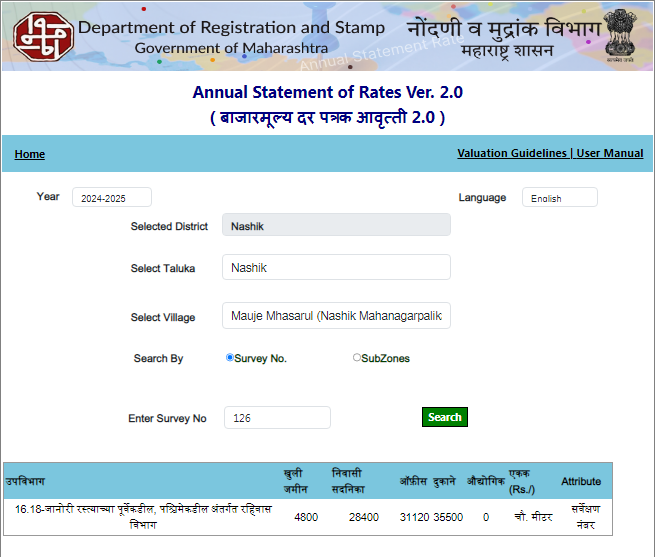 Department of Registration and Stamp
Government of Maharashtra
नोंदणी व मुद्रांक विभाग
महाराष्ट्र शासन
Annual Statement Rate
Annual Statement of Rates Ver. 2.0
( बाजारमूल्य दर पत्रक आवृत्ती 2.0 )
Home
Valuation Guidelines | User Manual
Year 2024-2025 Language English
Selected District Nashik
Select Taluka Nashik
Select Village Mauje Mhasarul (Nashik Mahanagarpalik
Search By Survey No. SubZones
Enter Survey No 126 Search
उपविभाग खुली जमीन निवासी सदनिका ऑफ़ीस दुकाने औद्योगिक एकक (Rs./) Attribute
16.18-जानोरी रस्त्याच्या पूर्वेकडील, पश्चिमेकडील अंतर्गत रहिवास
विभाग
4800 28400 31120 35500 0 चौ. मीटर सर्वेक्षण नंबर